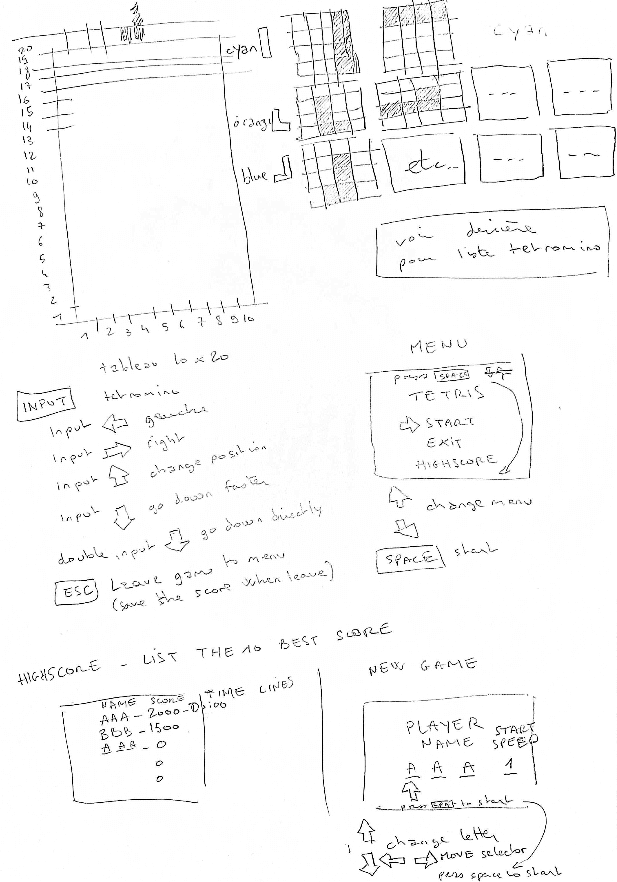 1
20
19
18
17
16
15
14
13
12
11
10
9
8
7
6
5
4
3
2
1
1 2 3 4 5 6 7 8 9 10
tableau 10 x 20
cyan
orange
blue
cyan
etc...
voir derrière
pour liste tetromino
tetromino
INPUT
input gauche
input right
input change position
input go down faster
double input go down directly
ESC Leave game to menu
(save the score when leave)
MENU
press SPACE
TETRIS
START
EXIT
HIGHSCORE
change menu
SPACE start
HIGHSCORE - LIST THE 10 BEST SCORE
NAME SCORE TIME LINES
AAA - 2000 - 10:00
BBB - 1500
AAA - 0
0
0
NEW GAME
PLAYER NAME
START SPEED
A A A 1
press SPACE to start
change letter
MOVE selector
press space to start